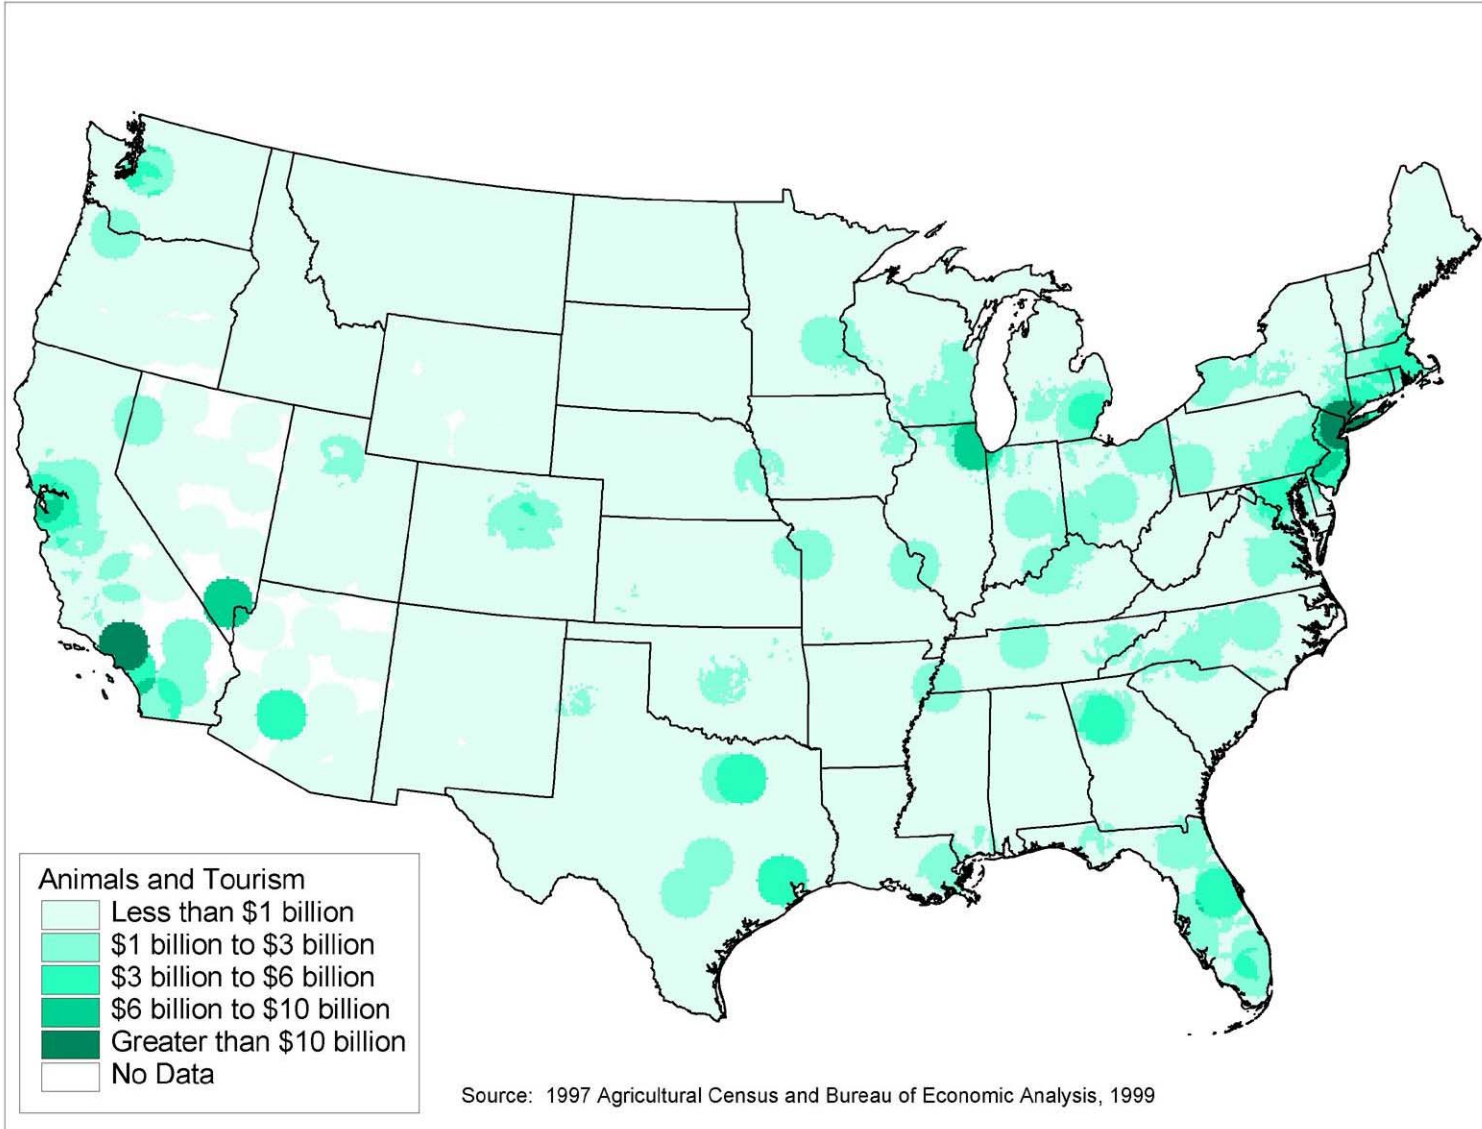 Animals and Tourism
Less than $1 billion
$1 billion to $3 billion
$3 billion to $6 billion
$6 billion to $10 billion
Greater than $10 billion
No Data
Source: 1997 Agricultural Census and Bureau of Economic Analysis, 1999